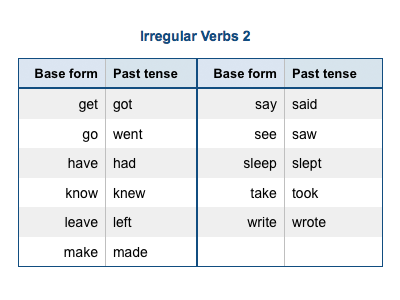 Irregular Verbs 2
Base form Past tense Base form Past tense
get got say said
go went see saw
have had sleep slept
know knew take took
leave left write wrote
make made